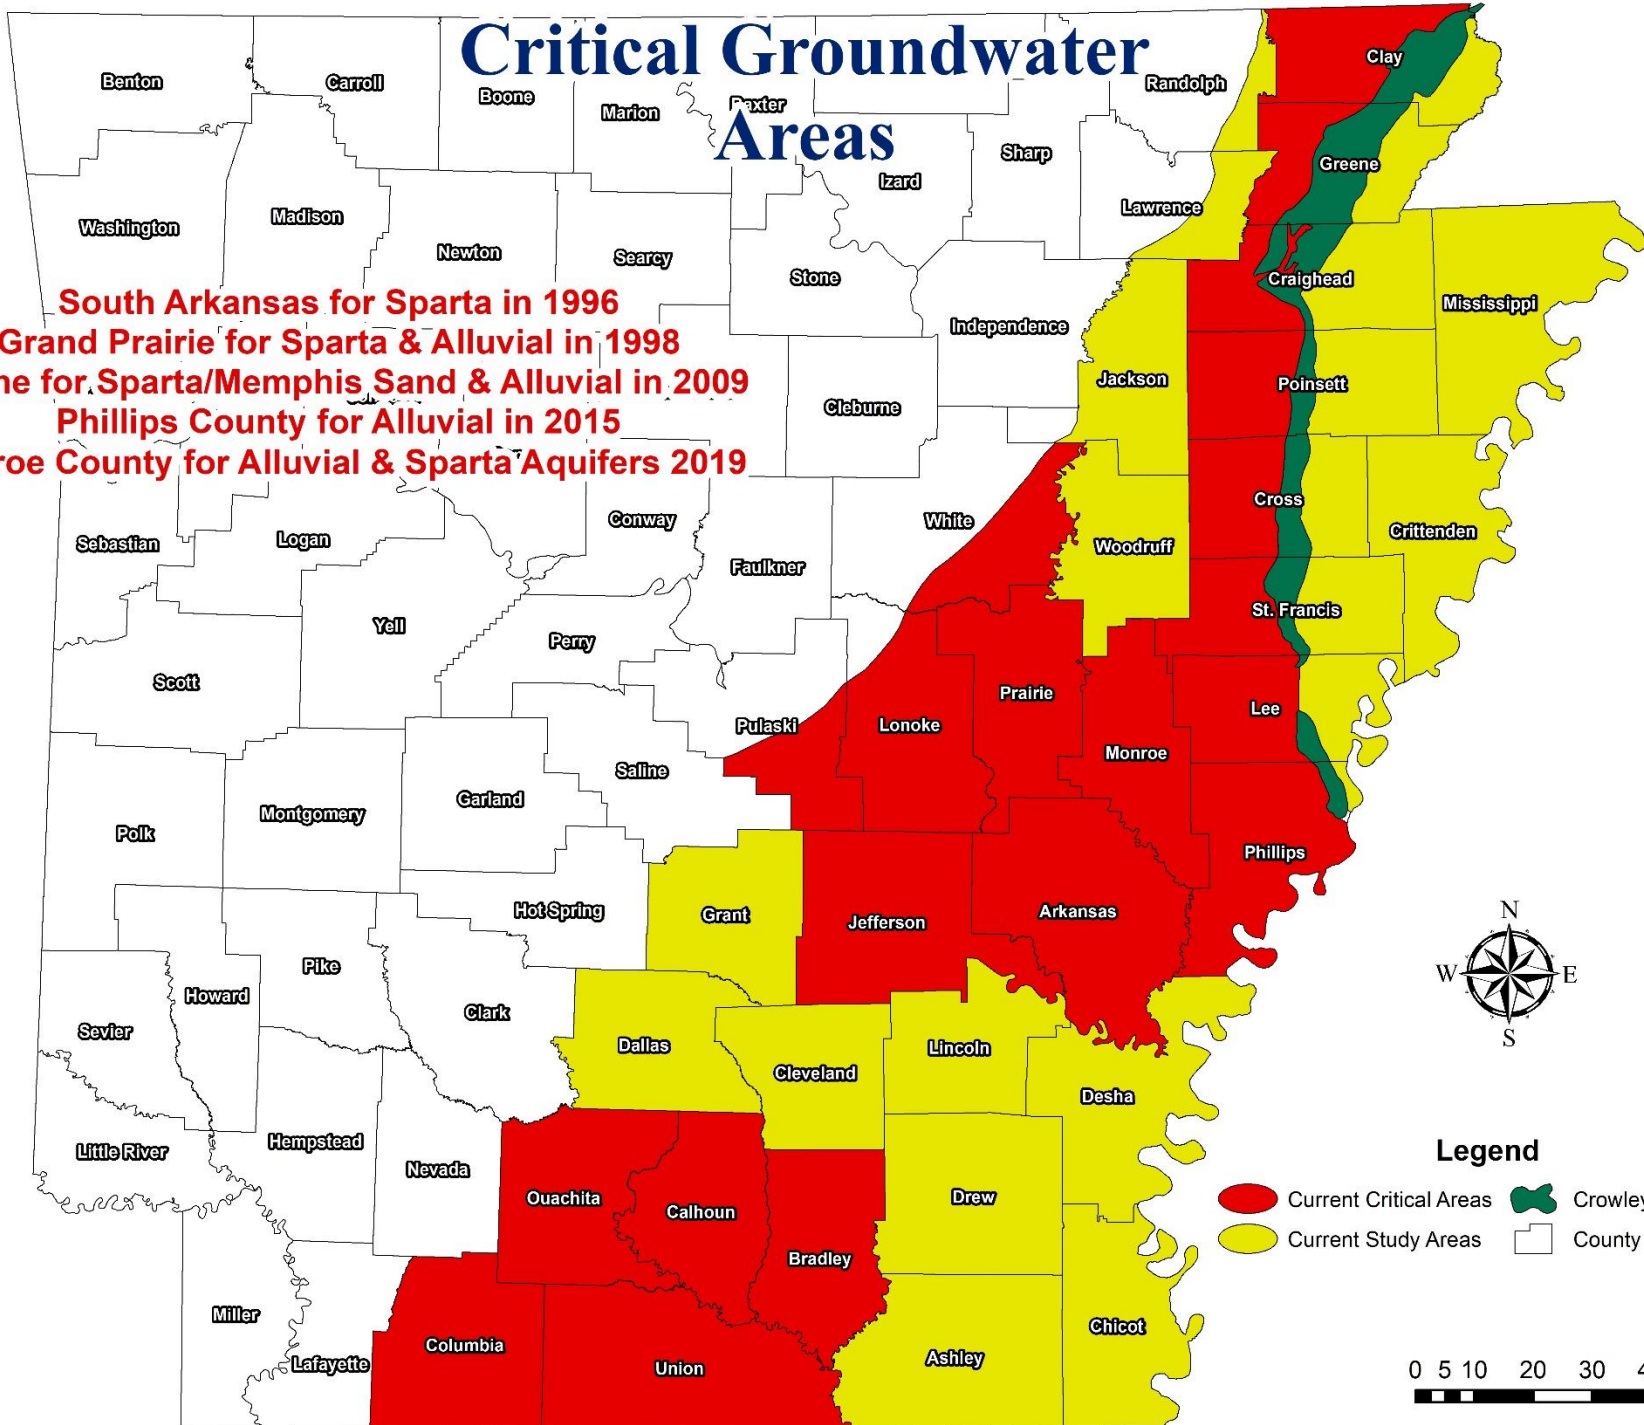 Critical Groundwater
Areas
South Arkansas for Sparta in 1996
Grand Prairie for Sparta & Alluvial in 1998
for Sparta/Memphis Sand & Alluvial in 2009
Phillips County for Alluvial in 2015
County for Alluvial & Sparta Aquifers 2019
Benton
Carroll
Boone
Marion
Baxter
Randolph
Clay
Greene
Sharp
Izard
Lawrence
Washington
Madison
Newton
Searcy
Stone
Craighead
Mississippi
Independence
Jackson
Poinsett
Cleburne
Cross
Crittenden
White
Woodruff
Sebastian
Logan
Conway
Faulkner
St. Francis
Yell
Perry
Scott
Prairie
Lee
Pulaski
Lonoke
Monroe
Saline
Garland
Montgomery
Polk
Phillips
Hot Spring
Grant
Jefferson
Arkansas
Pike
Howard
Clark
Sevier
Dallas
Cleveland
Lincoln
Desha
Little River
Hempstead
Nevada
Ouachita
Calhoun
Drew
Bradley
Miller
Lafayette
Columbia
Union
Ashley
Chicot
N
W E
S
Legend
Current Critical Areas Crowley
Current Study Areas County
0 5 10 20 30